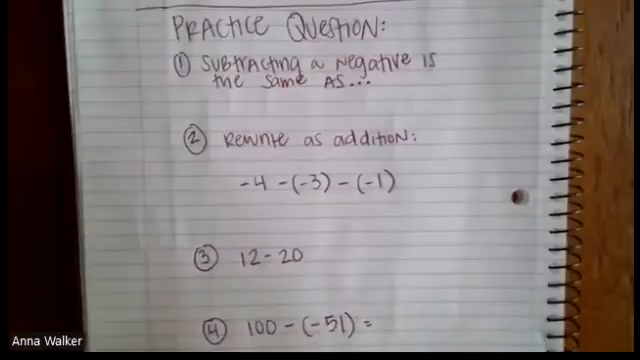 PRACTICE QUESTION:
① SUBTRACTING A NEGATIVE IS
THE SAME AS...
② REWRITE AS ADDITION:
-4 - (-3) - (-1)
③ 12 - 20
④ 100 - (-51) =
Anna Walker